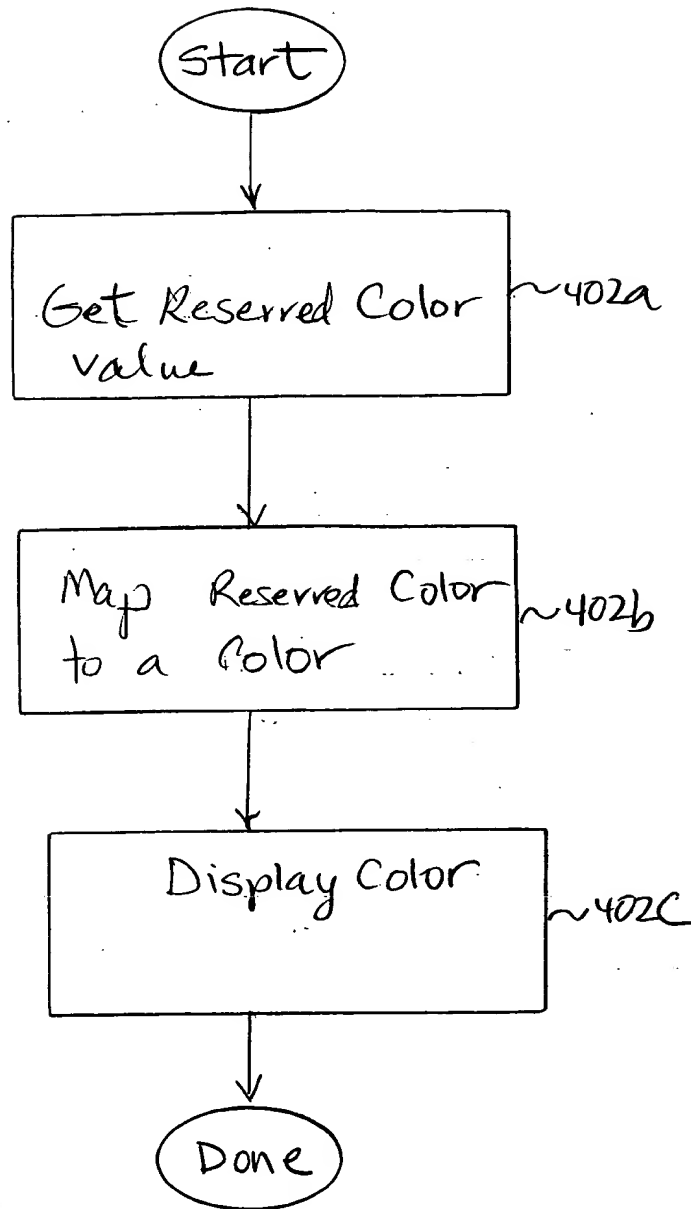 Start
Get Reserved Color
value
~402a
Map Reserved Color
to a Color
~402b
Display Color
~402C
Done